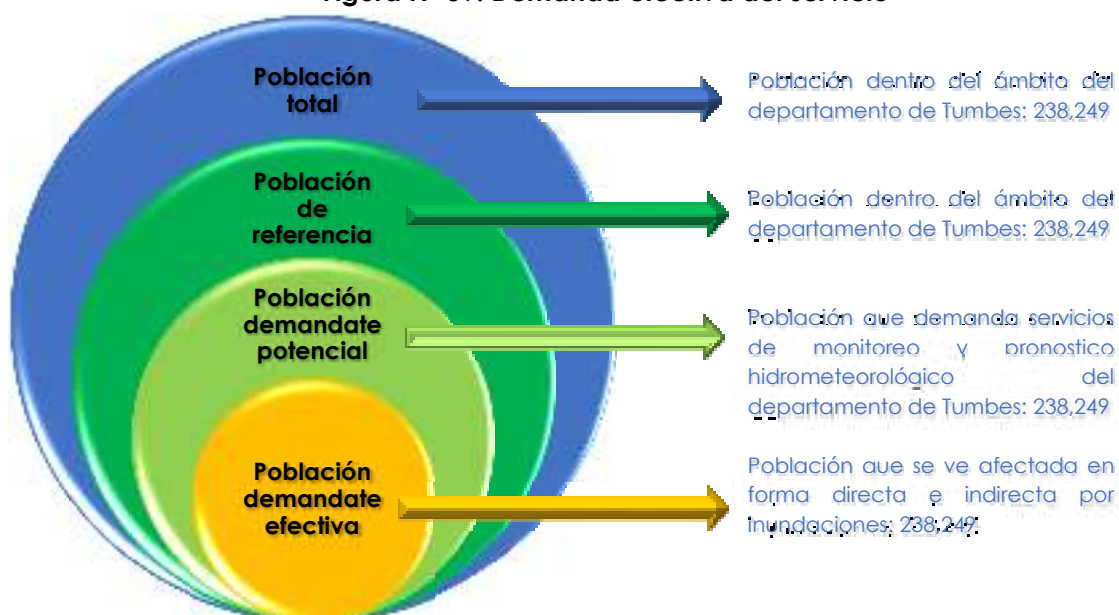 Población
total
Población dentro del ámbito del
departamento de Tumbes: 238,249
Población
de
referencia
Población dentro del ámbito del
departamento de Tumbes: 238,249
Población
demandate
potencial
Población que demanda servicios
de monitoreo y pronostico
hidrometeorológico del
departamento de Tumbes: 238,249
Población
demandate
efectiva
Población que se ve afectada en
forma directa e indirecta por
inundaciones: 238,249.